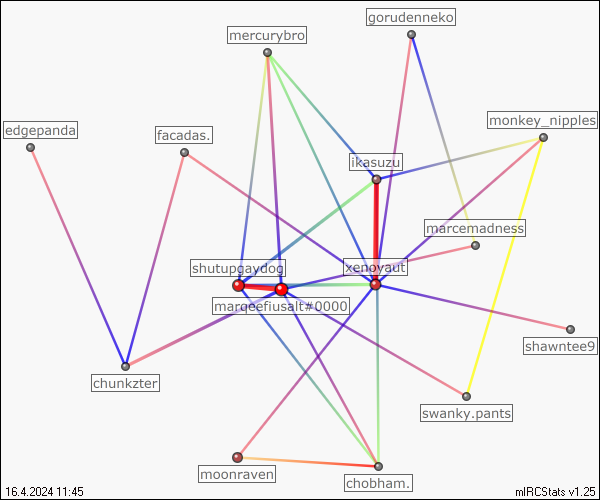 gorudenneko
mercurybro
monkey_nipples
edgepanda
facadas.
ikasuzu
marcemadness
shutupgaydog
xenoyaut
marqeefiusalt#0000
shawntee9
chunkzter
swanky.pants
moonraven
chobham.
16.4.2024 11:45
mIRCStats v1.25